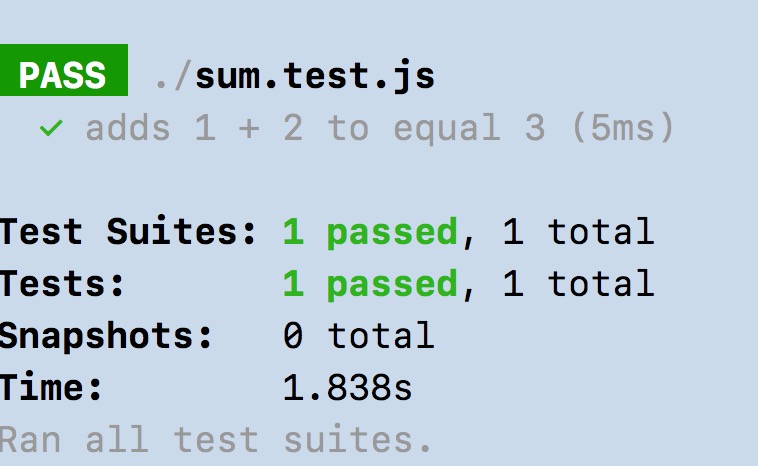 PASS ./sum.test.js
✓ adds 1 + 2 to equal 3 (5ms)
Test Suites: 1 passed, 1 total
Tests: 1 passed, 1 total
Snapshots: 0 total
Time: 1.838s
Ran all test suites.